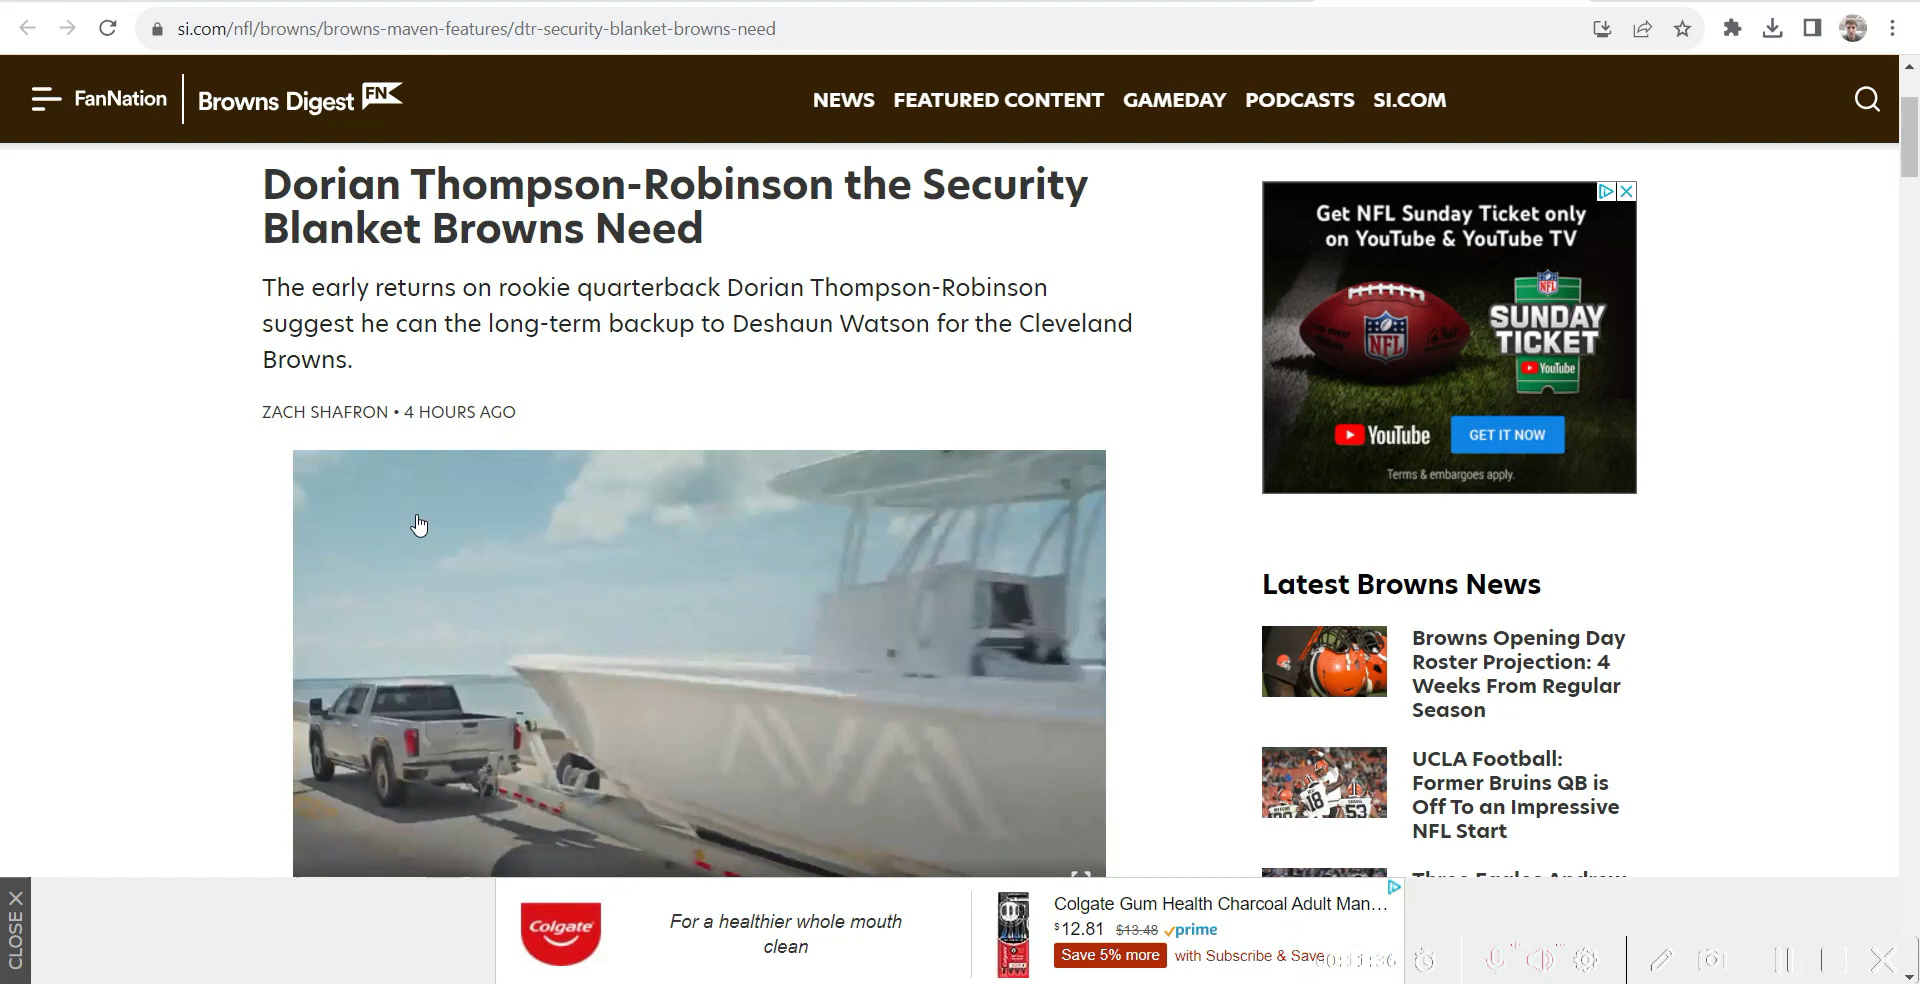 si.com/nfl/browns/browns-maven-features/dtr-security-blanket-browns-need
FanNation
Browns Digest FN
NEWS FEATURED CONTENT GAMEDAY PODCASTS SI.COM
Dorian Thompson-Robinson the Security
Blanket Browns Need
The early returns on rookie quarterback Dorian Thompson-Robinson
suggest he can the long-term backup to Deshaun Watson for the Cleveland
Browns.
ZACH SHAFRON • 4 HOURS AGO
Get NFL Sunday Ticket only
on YouTube & YouTube TV
NFL
NFL
SUNDAY
TICKET
YouTube
YouTube
GET IT NOW
Terms & embargoes apply.
Latest Browns News
Browns Opening Day
Roster Projection: 4
Weeks From Regular
Season
UCLA Football:
Former Bruins QB is
Off To an Impressive
NFL Start
18
53
CLOSE X
Colgate
For a healthier whole mouth
clean
Colgate Gum Health Charcoal Adult Man...
$12.81 $13.48 prime
Save 5% more with Subscribe & Save